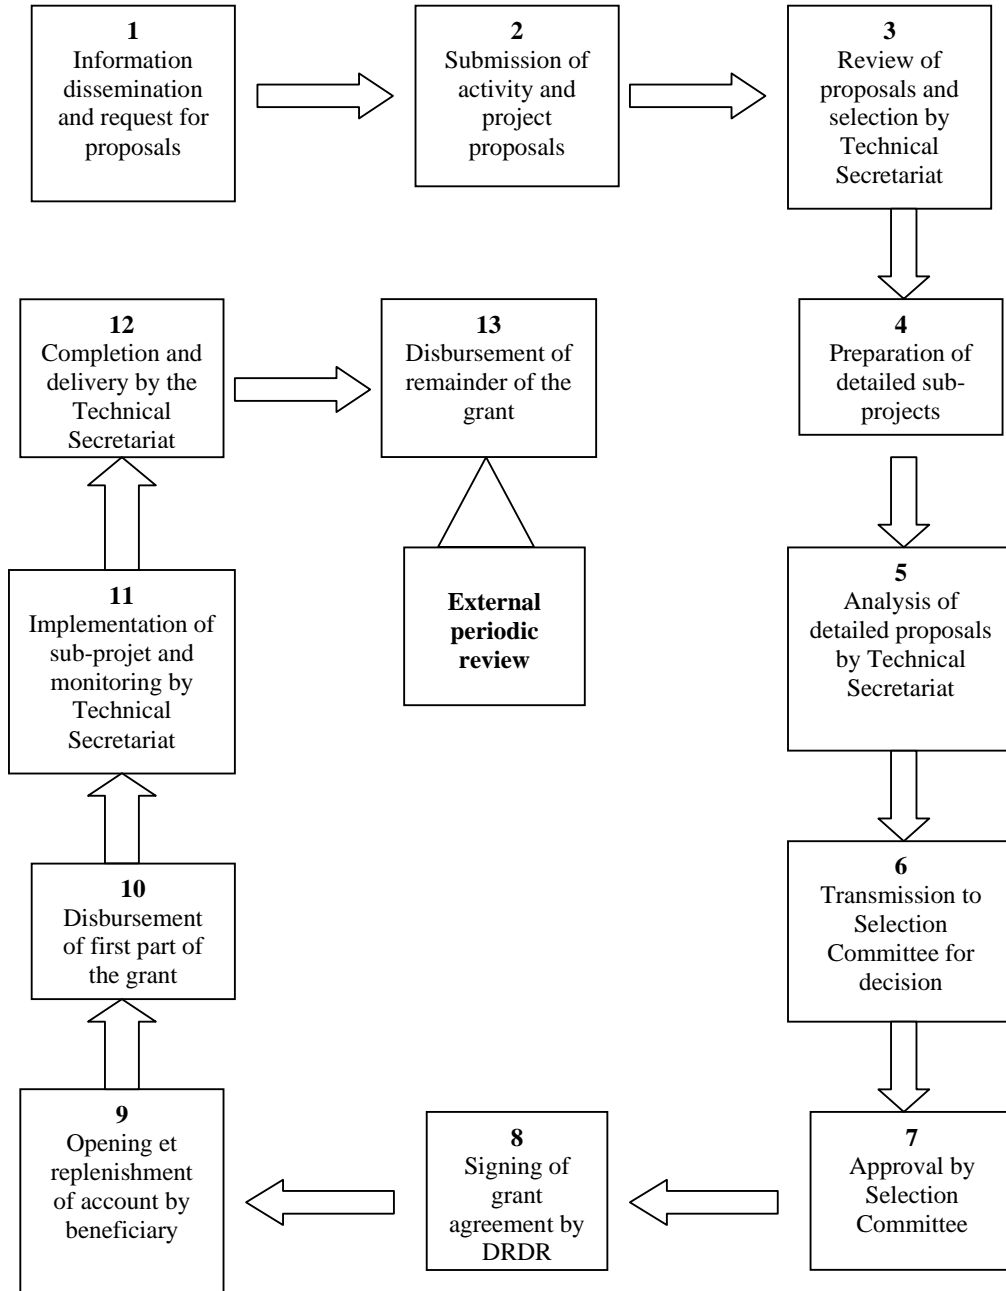 1
Information
dissemination
and request for
proposals
2
Submission of
activity and
project
proposals
3
Review of
proposals and
selection by
Technical
Secretariat
4
Preparation of
detailed sub-
projects
5
Analysis of
detailed proposals
by Technical
Secretariat
6
Transmission to
Selection
Committee for
decision
7
Approval by
Selection
Committee
8
Signing of
grant
agreement by
DRDR
9
Opening et
replenishment
of account by
beneficiary
10
Disbursement
of first part of
the grant
11
Implementation of
sub-projet and
monitoring by
Technical
Secretariat
12
Completion and
delivery by the
Technical
Secretariat
13
Disbursement of
remainder of the
grant
External
periodic
review